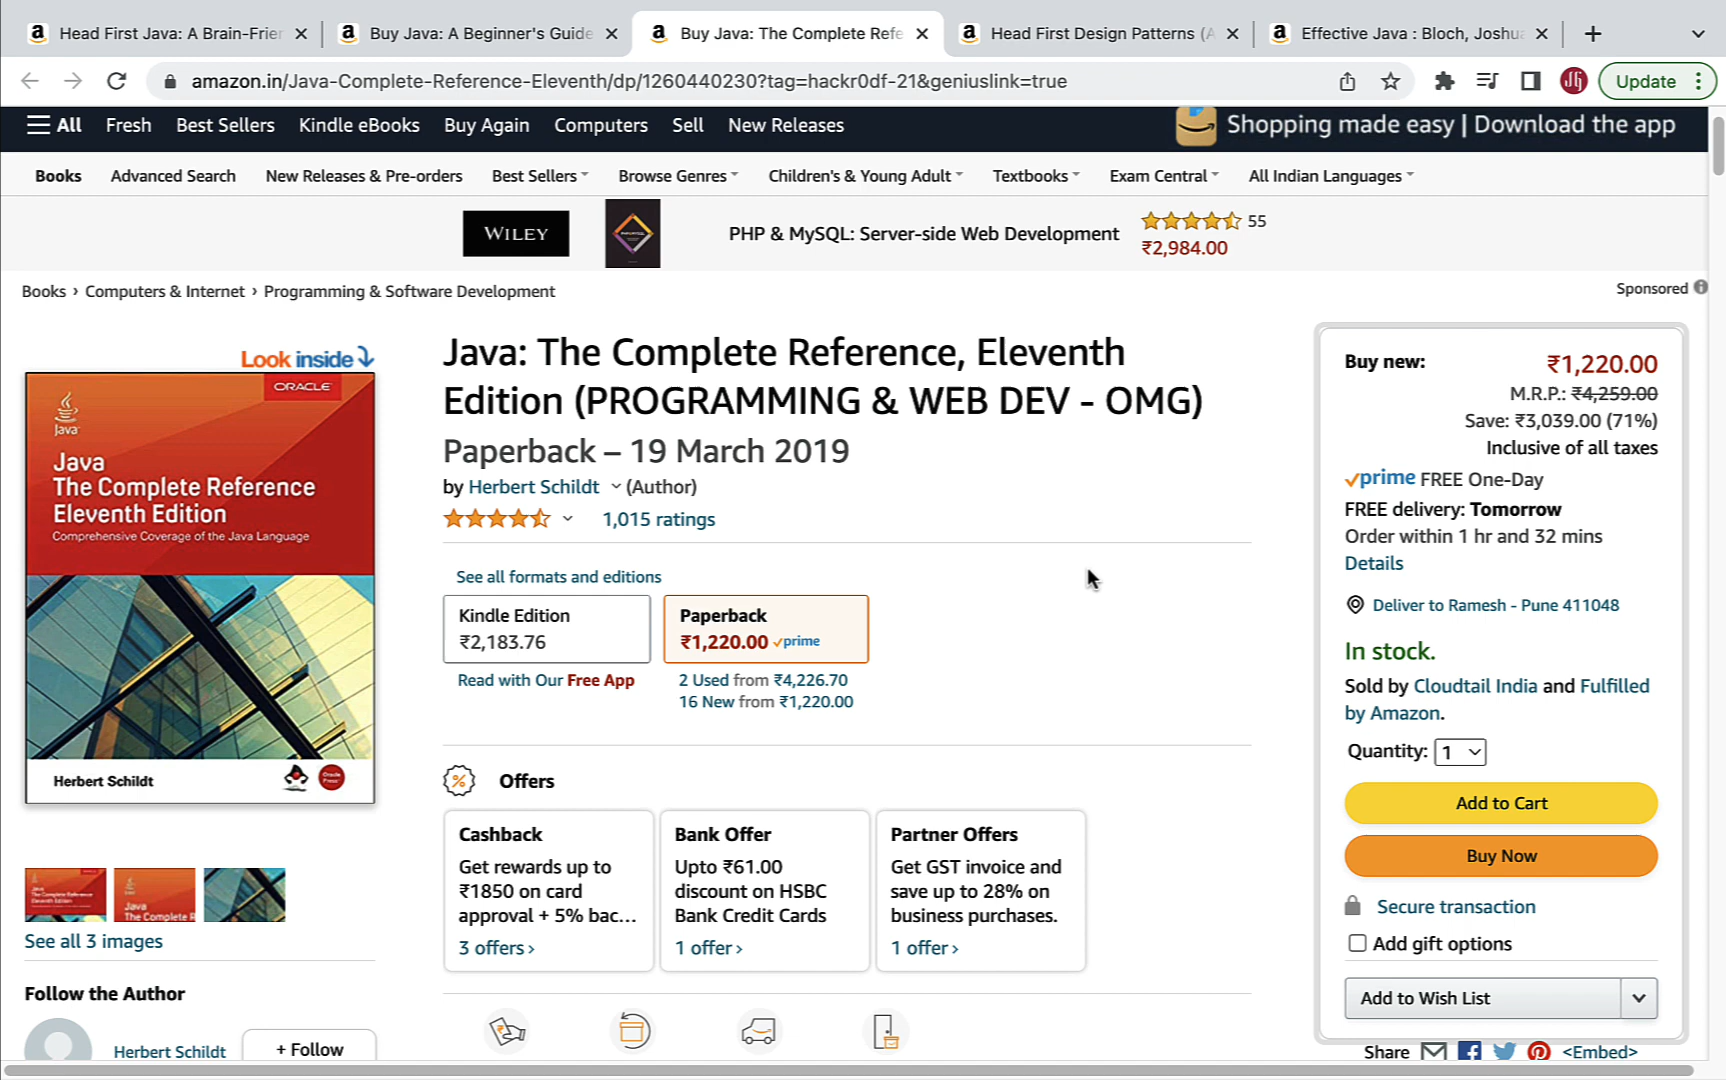 Head First Java: A Brain-Frier
Buy Java: A Beginner's Guide
Buy Java: The Complete Refe
Head First Design Patterns (A
Effective Java : Bloch, Joshua
amazon.in/Java-Complete-Reference-Eleventh/dp/1260440230?tag=hackr0df-21&geniuslink=true
Update
All Fresh Best Sellers Kindle eBooks Buy Again Computers Sell New Releases
Shopping made easy | Download the app
Books Advanced Search New Releases & Pre-orders Best Sellers Browse Genres Children's & Young Adult Textbooks Exam Central All Indian Languages
WILEY
PHP & MySQL: Server-side Web Development
55
₹2,984.00
Books › Computers & Internet › Programming & Software Development
Sponsored
Look inside
ORACLE
Java
Java
The Complete Reference
Eleventh Edition
Comprehensive Coverage of the Java Language
Herbert Schildt
See all 3 images
Follow the Author
Herbert Schildt
+ Follow
Java: The Complete Reference, Eleventh
Edition (PROGRAMMING & WEB DEV - OMG)
Paperback – 19 March 2019
by Herbert Schildt (Author)
1,015 ratings
See all formats and editions
Kindle Edition
₹2,183.76
Read with Our Free App
Paperback
₹1,220.00 prime
2 Used from ₹4,226.70
16 New from ₹1,220.00
Offers
Cashback
Get rewards up to
₹1850 on card
approval + 5% bac...
3 offers ›
Bank Offer
Upto ₹61.00
discount on HSBC
Bank Credit Cards
1 offer ›
Partner Offers
Get GST invoice and
save up to 28% on
business purchases.
1 offer ›
Buy new: ₹1,220.00
M.R.P.: ₹4,259.00
Save: ₹3,039.00 (71%)
Inclusive of all taxes
prime FREE One-Day
FREE delivery: Tomorrow
Order within 1 hr and 32 mins
Details
Deliver to Ramesh - Pune 411048
In stock.
Sold by Cloudtail India and Fulfilled
by Amazon.
Quantity: 1
Add to Cart
Buy Now
Secure transaction
Add gift options
Add to Wish List
Share <Embed>